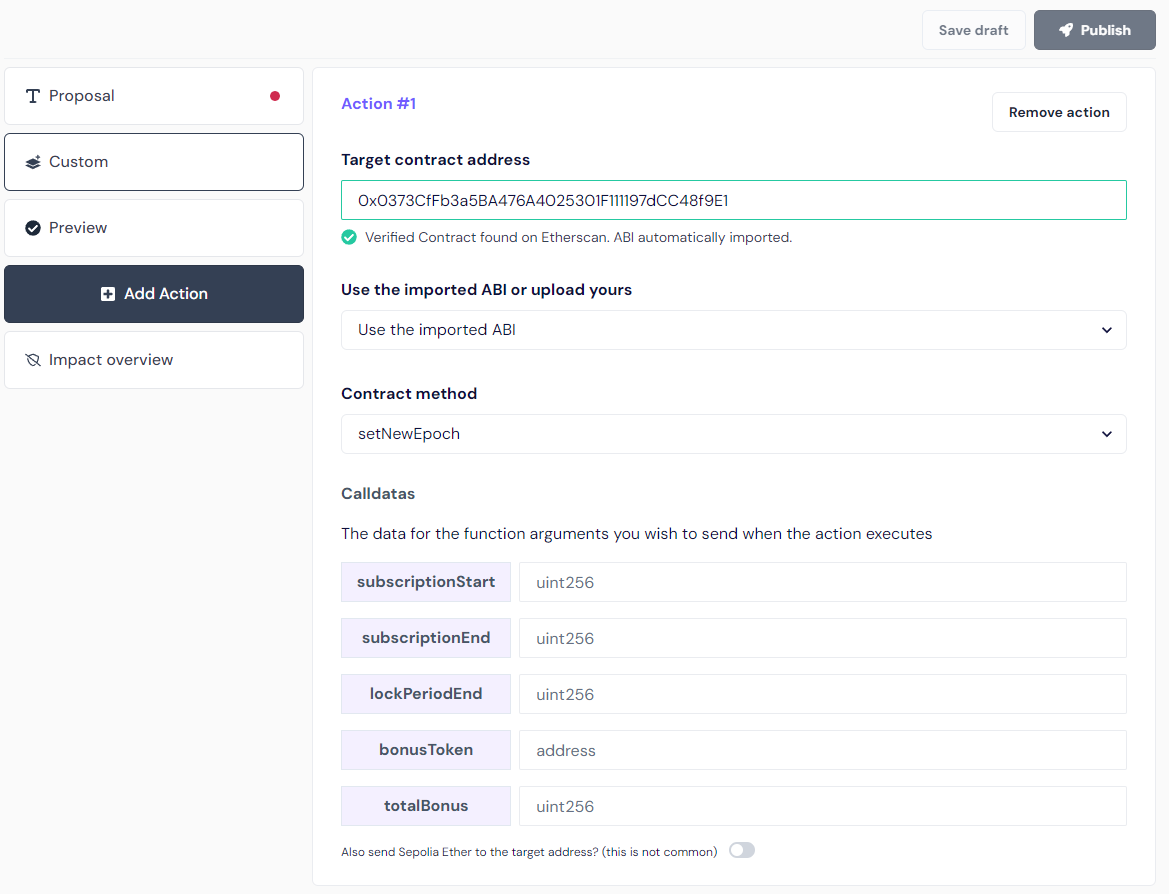 Save draft
Publish
Proposal
Custom
Preview
Add Action
Impact overview
Action #1
Remove action
Target contract address
0x0373CfFb3a5BA476A4025301F111197dCC48f9E1
Verified Contract found on Etherscan. ABI automatically imported.
Use the imported ABI or upload yours
Use the imported ABI
Contract method
setNewEpoch
Calldatas
The data for the function arguments you wish to send when the action executes
subscriptionStart uint256
subscriptionEnd uint256
lockPeriodEnd uint256
bonusToken address
totalBonus uint256
Also send Sepolia Ether to the target address? (this is not common)